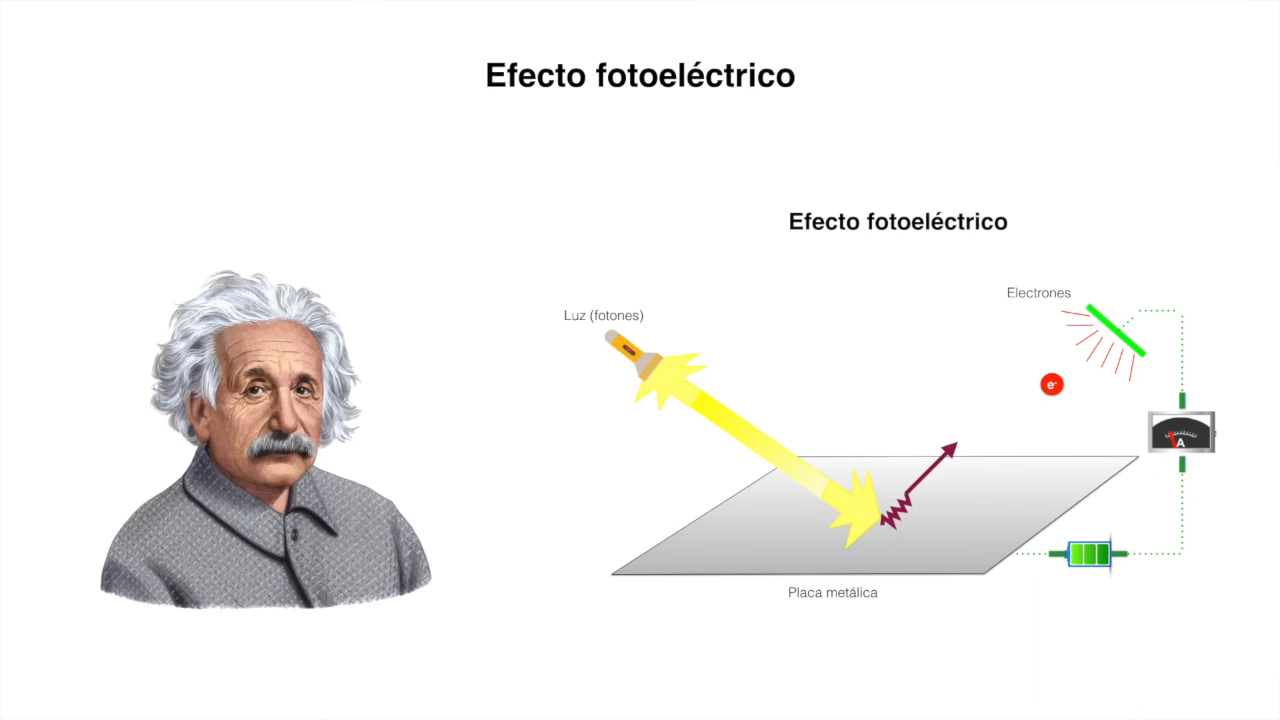 Efecto fotoeléctrico
Efecto fotoeléctrico
Electrones
Luz (fotones)
e-
A
Placa metálica